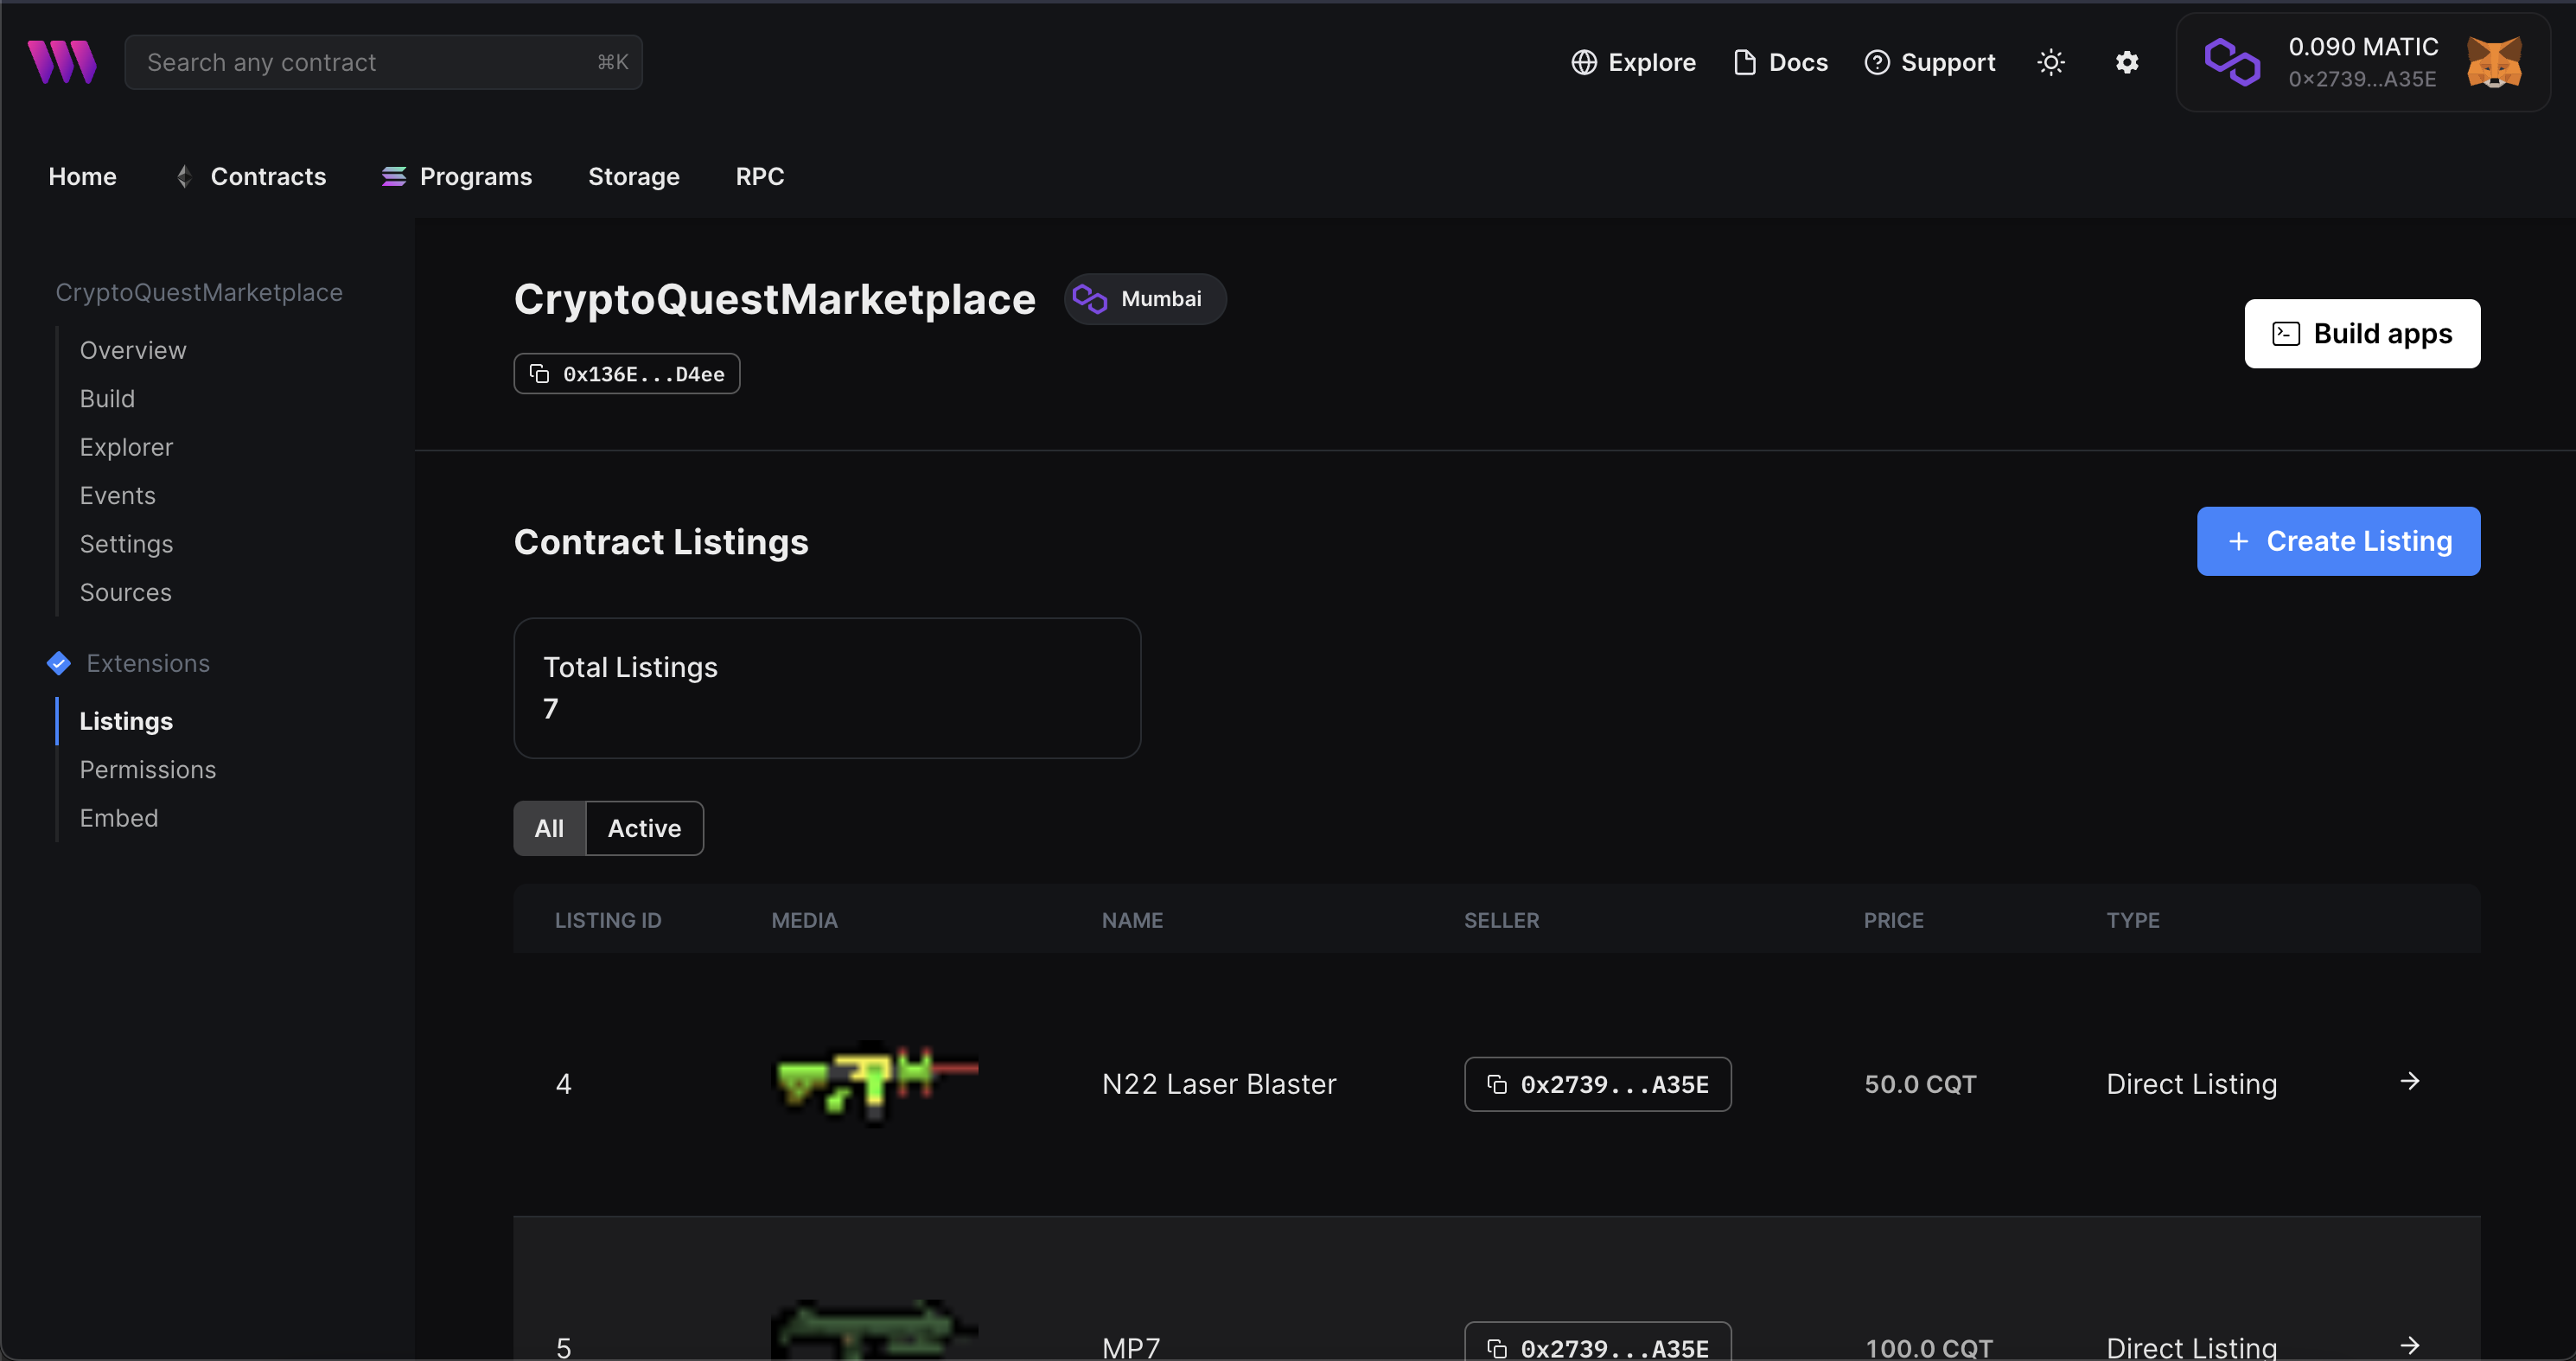 Search any contract ⌘K
Explore
Docs
Support
0.090 MATIC
0×2739...A35E
Home
Contracts
Programs
Storage
RPC
CryptoQuestMarketplace
Overview
Build
Explorer
Events
Settings
Sources
Extensions
Listings
Permissions
Embed
CryptoQuestMarketplace
Mumbai
0x136E...D4ee
Build apps
Contract Listings
+ Create Listing
Total Listings
7
All
Active
LISTING ID MEDIA NAME SELLER PRICE TYPE
4 N22 Laser Blaster 0x2739...A35E 50.0 CQT Direct Listing
5 MP7 0x2739...A35E 100.0 CQT Direct Listing